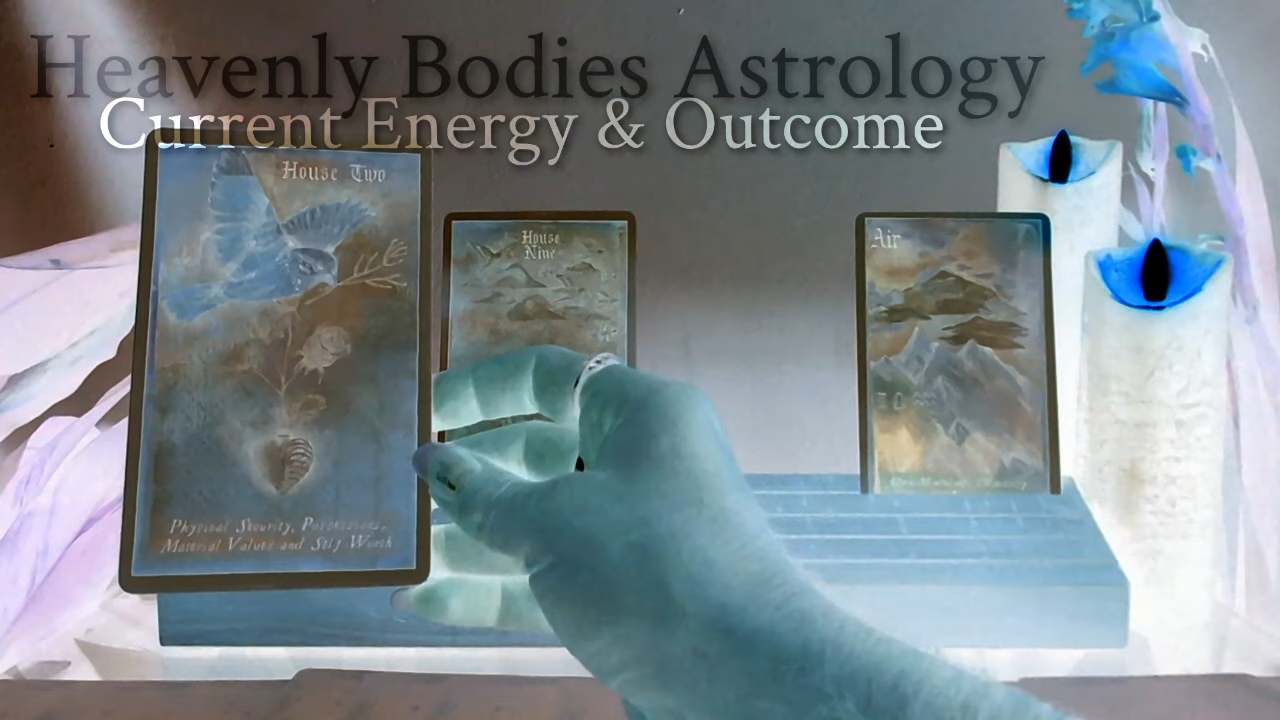 Heavenly Bodies Astrology
Current Energy & Outcome
House Two
Physical Security, Possessions,
Material Values and Self Worth
House
Nine
Air